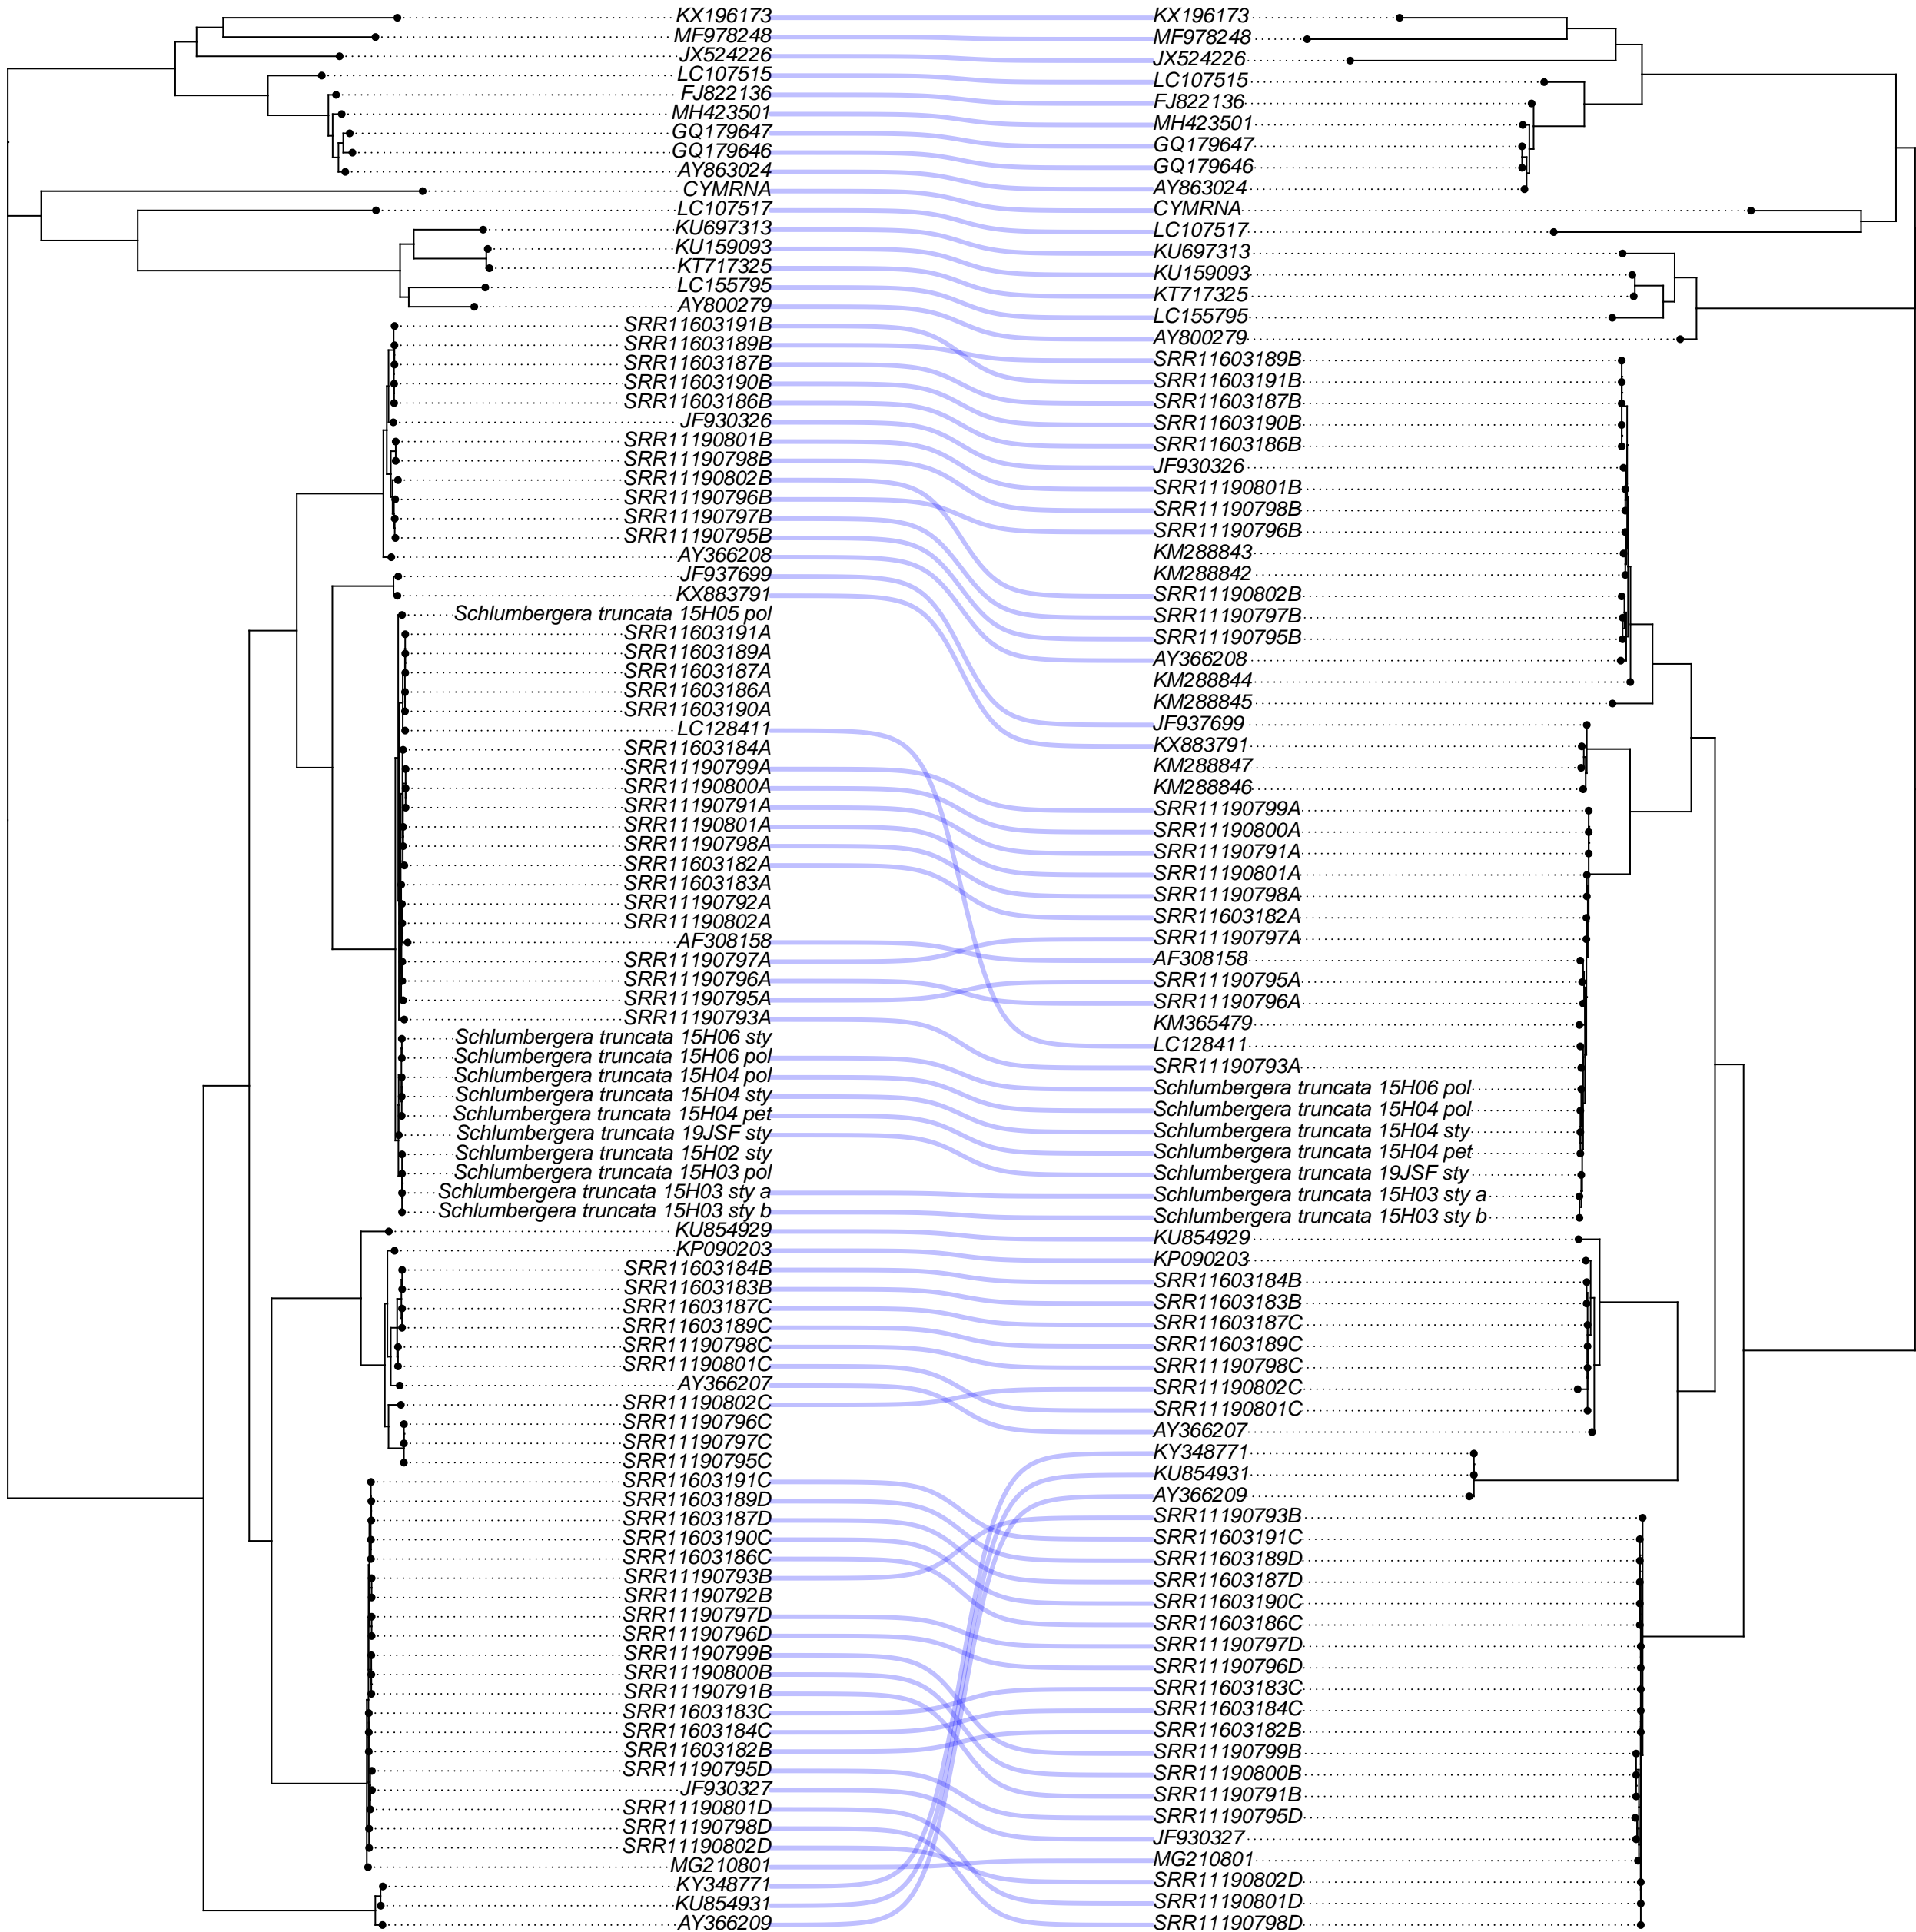 KX196173
MF978248
JX524226
LC107515
FJ822136
MH423501
GQ179647
GQ179646
AY863024
CYMRNA
LC107517
KU697313
KU159093
KT717325
LC155795
AY800279
SRR11603191B
SRR11603189B
SRR11603187B
SRR11603190B
SRR11603186B
JF930326
SRR11190801B
SRR11190798B
SRR11190802B
SRR11190796B
SRR11190797B
SRR11190795B
AY366208
JF937699
KX883791
Schlumbergera truncata 15H05 pol
SRR11603191A
SRR11603189A
SRR11603187A
SRR11603186A
SRR11603190A
LC128411
SRR11603184A
SRR11190799A
SRR11190800A
SRR11190791A
SRR11190801A
SRR11190798A
SRR11603182A
SRR11603183A
SRR11190792A
SRR11190802A
AF308158
SRR11190797A
SRR11190796A
SRR11190795A
SRR11190793A
Schlumbergera truncata 15H06 sty
Schlumbergera truncata 15H06 pol
Schlumbergera truncata 15H04 pol
Schlumbergera truncata 15H04 sty
Schlumbergera truncata 15H04 pet
Schlumbergera truncata 19JSF sty
Schlumbergera truncata 15H02 sty
Schlumbergera truncata 15H03 pol
Schlumbergera truncata 15H03 sty a
Schlumbergera truncata 15H03 sty b
KU854929
KP090203
SRR11603184B
SRR11603183B
SRR11603187C
SRR11603189C
SRR11190798C
SRR11190801C
AY366207
SRR11190802C
SRR11190796C
SRR11190797C
SRR11190795C
SRR11603191C
SRR11603189D
SRR11603187D
SRR11603190C
SRR11603186C
SRR11190793B
SRR11190792B
SRR11190797D
SRR11190796D
SRR11190799B
SRR11190800B
SRR11190791B
SRR11603183C
SRR11603184C
SRR11603182B
SRR11190795D
JF930327
SRR11190801D
SRR11190798D
SRR11190802D
MG210801
KY348771
KU854931
AY366209
KX196173
MF978248
JX524226
LC107515
FJ822136
MH423501
GQ179647
GQ179646
AY863024
CYMRNA
LC107517
KU697313
KU159093
KT717325
LC155795
AY800279
SRR11603189B
SRR11603191B
SRR11603187B
SRR11603190B
SRR11603186B
JF930326
SRR11190801B
SRR11190798B
SRR11190796B
KM288843
KM288842
SRR11190802B
SRR11190797B
SRR11190795B
AY366208
KM288844
KM288845
JF937699
KX883791
KM288847
KM288846
SRR11190799A
SRR11190800A
SRR11190791A
SRR11190801A
SRR11190798A
SRR11603182A
SRR11190797A
AF308158
SRR11190795A
SRR11190796A
KM365479
LC128411
SRR11190793A
Schlumbergera truncata 15H06 pol
Schlumbergera truncata 15H04 pol
Schlumbergera truncata 15H04 sty
Schlumbergera truncata 15H04 pet
Schlumbergera truncata 19JSF sty
Schlumbergera truncata 15H03 sty a
Schlumbergera truncata 15H03 sty b
KU854929
KP090203
SRR11603184B
SRR11603183B
SRR11603187C
SRR11603189C
SRR11190798C
SRR11190802C
SRR11190801C
AY366207
KY348771
KU854931
AY366209
SRR11190793B
SRR11603191C
SRR11603189D
SRR11603187D
SRR11603190C
SRR11603186C
SRR11190797D
SRR11190796D
SRR11603183C
SRR11603184C
SRR11603182B
SRR11190799B
SRR11190800B
SRR11190791B
SRR11190795D
JF930327
MG210801
SRR11190802D
SRR11190801D
SRR11190798D